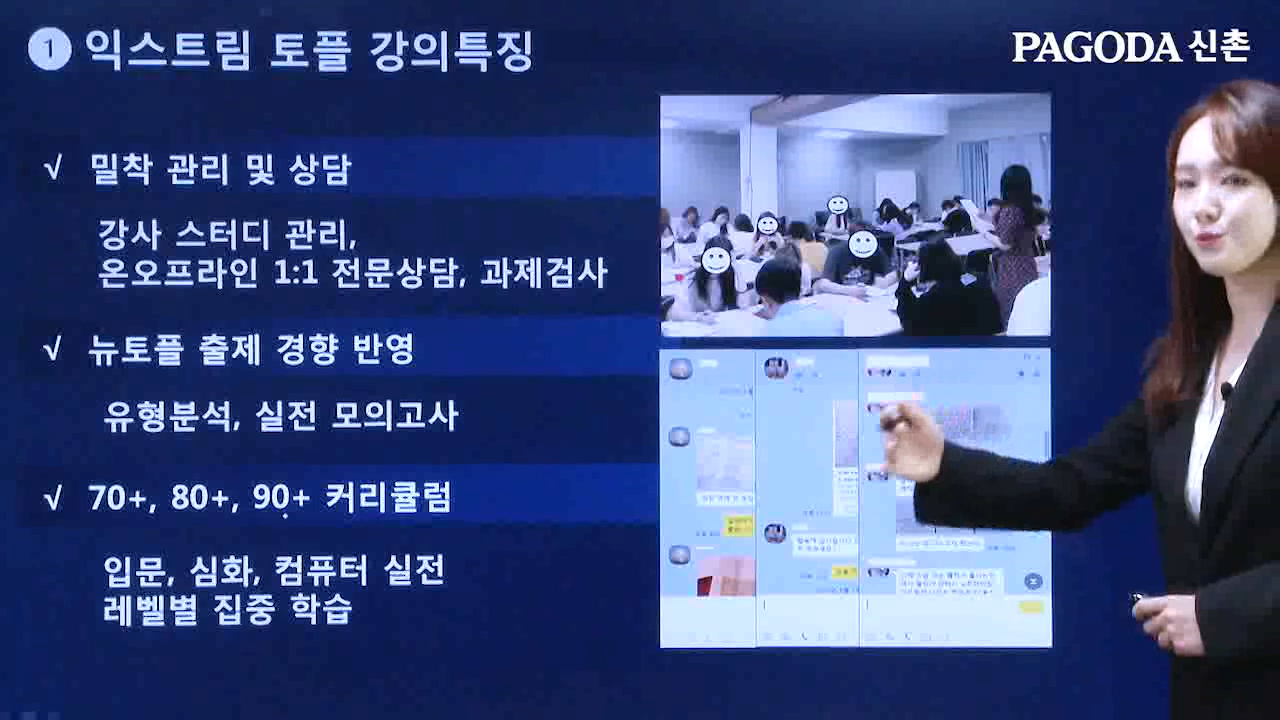 1 익스트림 토플 강의특징
PAGODA 신촌
√ 밀착 관리 및 상담
강사 스터디 관리,
온오프라인 1:1 전문상담, 과제검사
√ 뉴토플 출제 경향 반영
유형분석, 실전 모의고사
√ 70+, 80+, 90+ 커리큘럼
입문, 심화, 컴퓨터 실전
레벨별 집중 학습